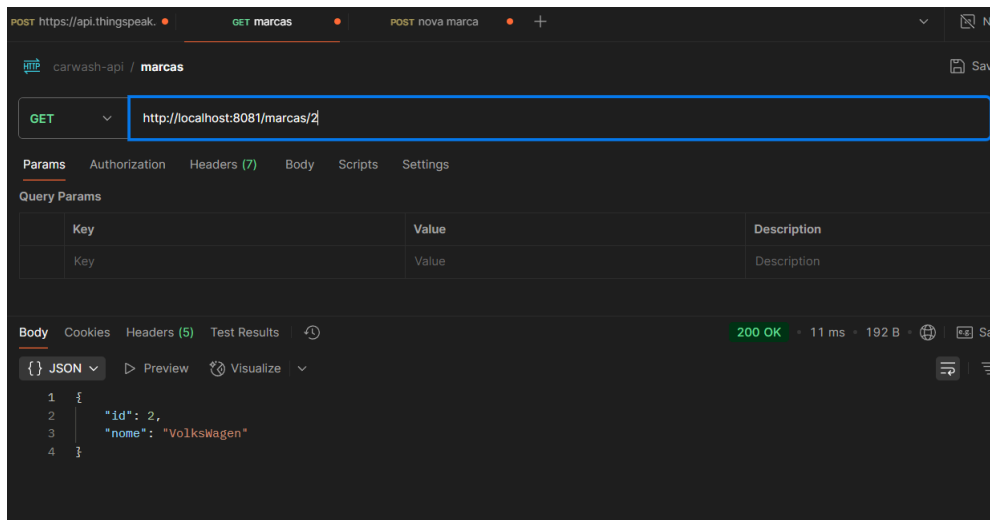 POST https://api.thingspeak. GET marcas POST nova marca + N
HTTP carwash-api / marcas Sav
GET http://localhost:8081/marcas/2
Params Authorization Headers (7) Body Scripts Settings
Query Params
Key Value Description
Key Value Description
Body Cookies Headers (5) Test Results 200 OK • 11 ms • 192 B • e.g. Sa
{} JSON Preview Visualize
1 {
2 "id": 2,
3 "nome": "VolksWagen"
4 }